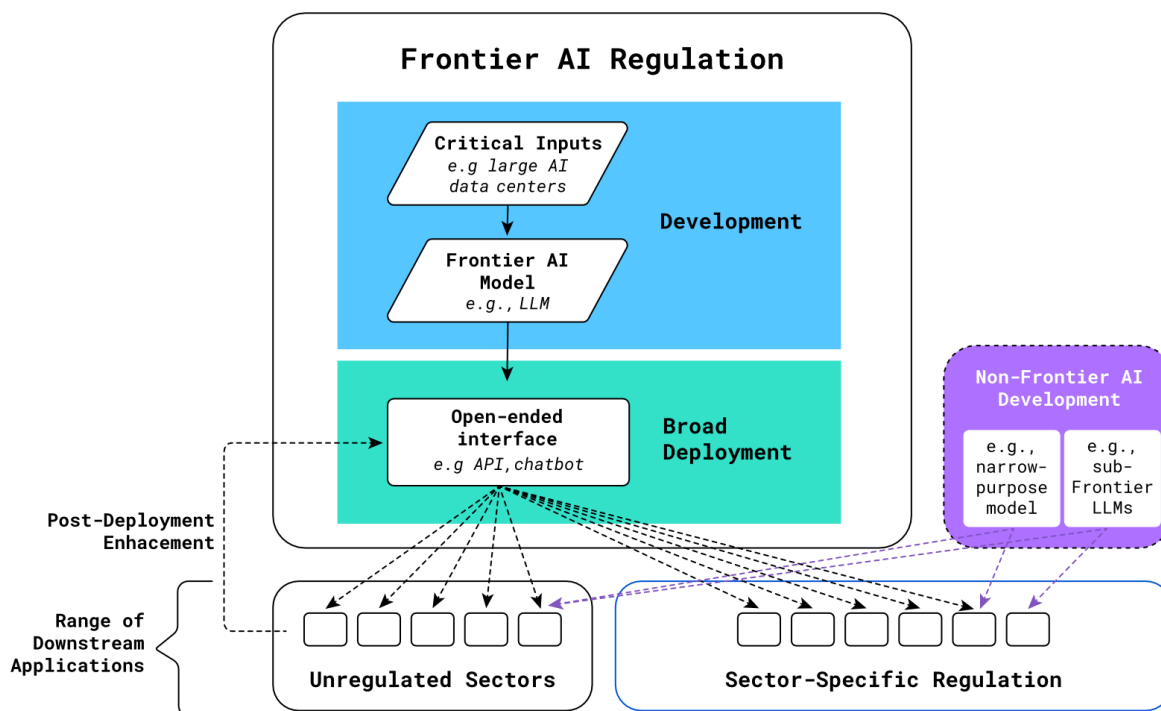 Frontier AI Regulation
Critical Inputs
e.g large AI
data centers
Development
Frontier AI
Model
e.g., LLM
Non-Frontier AI
Development
e.g.,
narrow-
purpose
model
e.g.,
sub-
Frontier
LLMs
Open-ended
interface
e.g API,chatbot
Broad
Deployment
Post-Deployment
Enhacement
Range of
Downstream
Applications
Unregulated Sectors
Sector-Specific Regulation